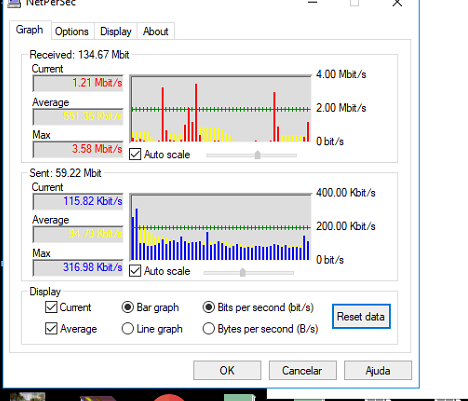 NetPerSec
Graph Options Display About
Received: 134.67 Mbit
Current
1.21 Mbit/s
Average
Max
3.58 Mbit/s
4.00 Mbit/s
2.00 Mbit/s
0 bit/s
Auto scale
Sent: 59.22 Mbit
Current
115.82 Kbit/s
Average
Max
316.98 Kbit/s
400.00 Kbit/s
200.00 Kbit/s
0 bit/s
Auto scale
Display
Current Bar graph Bits per second (bit/s)
Average Line graph Bytes per second (B/s)
Reset data
OK Cancelar Ajuda